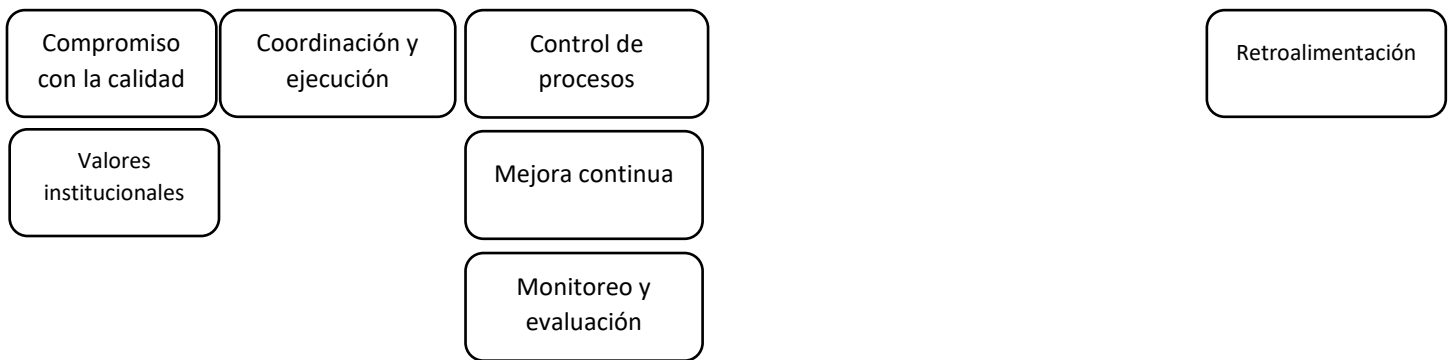 Compromiso
con la calidad
Coordinación y
ejecución
Control de
procesos
Retroalimentación
Valores
institucionales
Mejora continua
Monitoreo y
evaluación